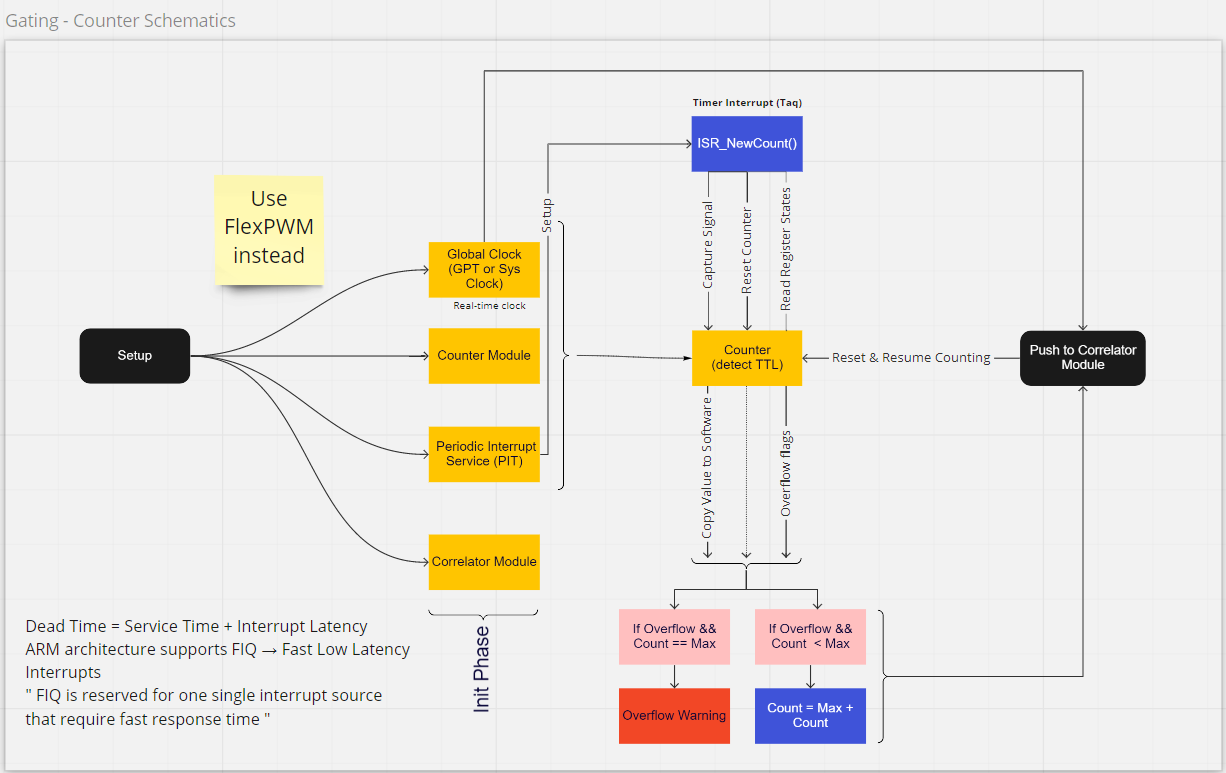 Gating - Counter Schematics
Timer Interrupt (Taq)
ISR_NewCount()
Use
FlexPWM
instead
Setup
Capture Signal
Reset Counter
Read Register States
Global Clock
(GPT or Sys
Clock)
Real-time clock
Setup
Counter Module
Counter
(detect TTL)
Reset & Resume Counting
Push to Correlator
Module
Periodic Interrupt
Service (PIT)
Copy Value to Software
Overflow flags
Correlator Module
Init Phase
If Overflow &&
Count == Max
If Overflow &&
Count < Max
Overflow Warning
Count = Max +
Count
Dead Time = Service Time + Interrupt Latency
ARM architecture supports FIQ → Fast Low Latency
Interrupts
" FIQ is reserved for one single interrupt source
that require fast response time "